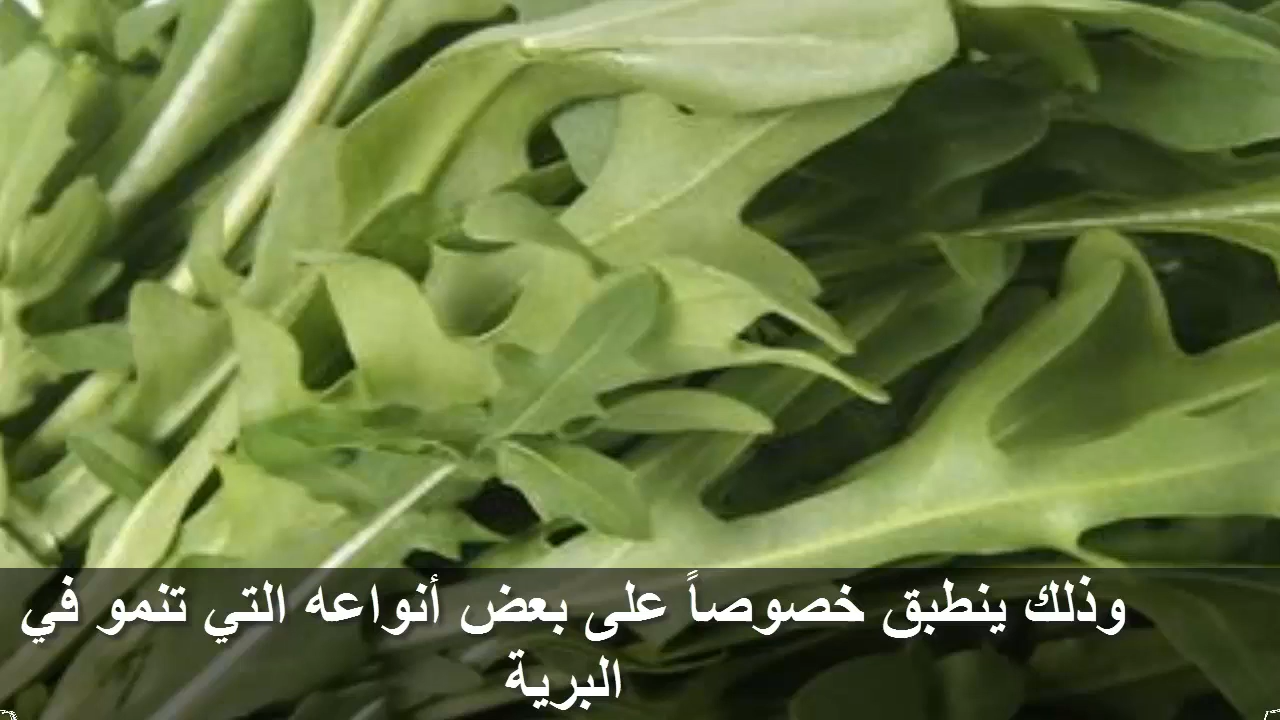 وذلك ينطبق خصوصاً على بعض أنواعه التي تنمو في
البرية